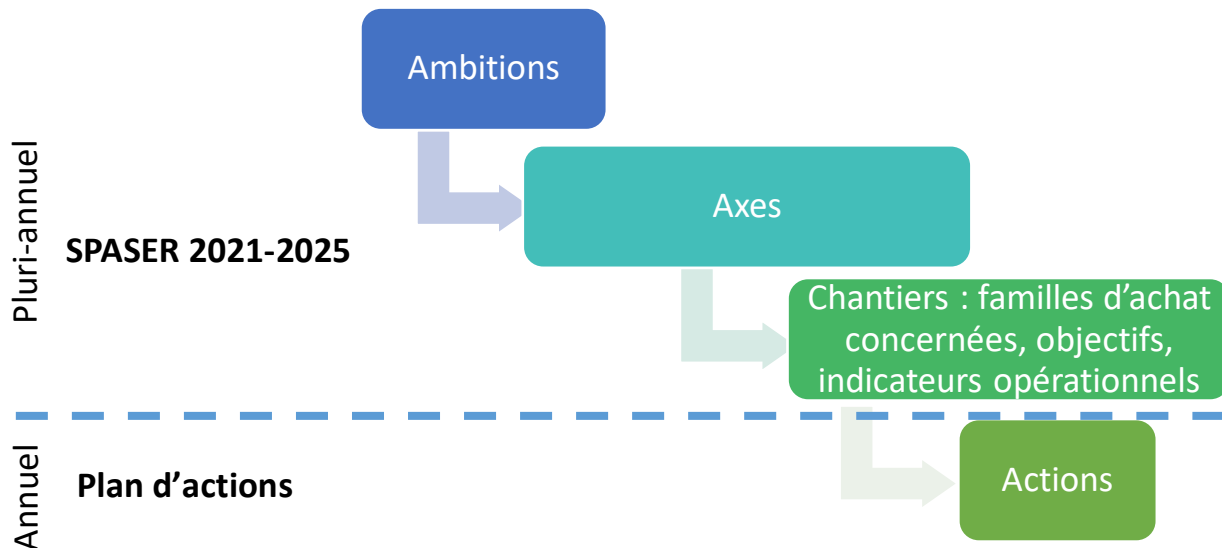 Ambitions
Pluri-annuel
Axes
SPASER 2021-2025
Chantiers : familles d’achat
concernées, objectifs,
indicateurs opérationnels
Annuel
Plan d’actions
Actions